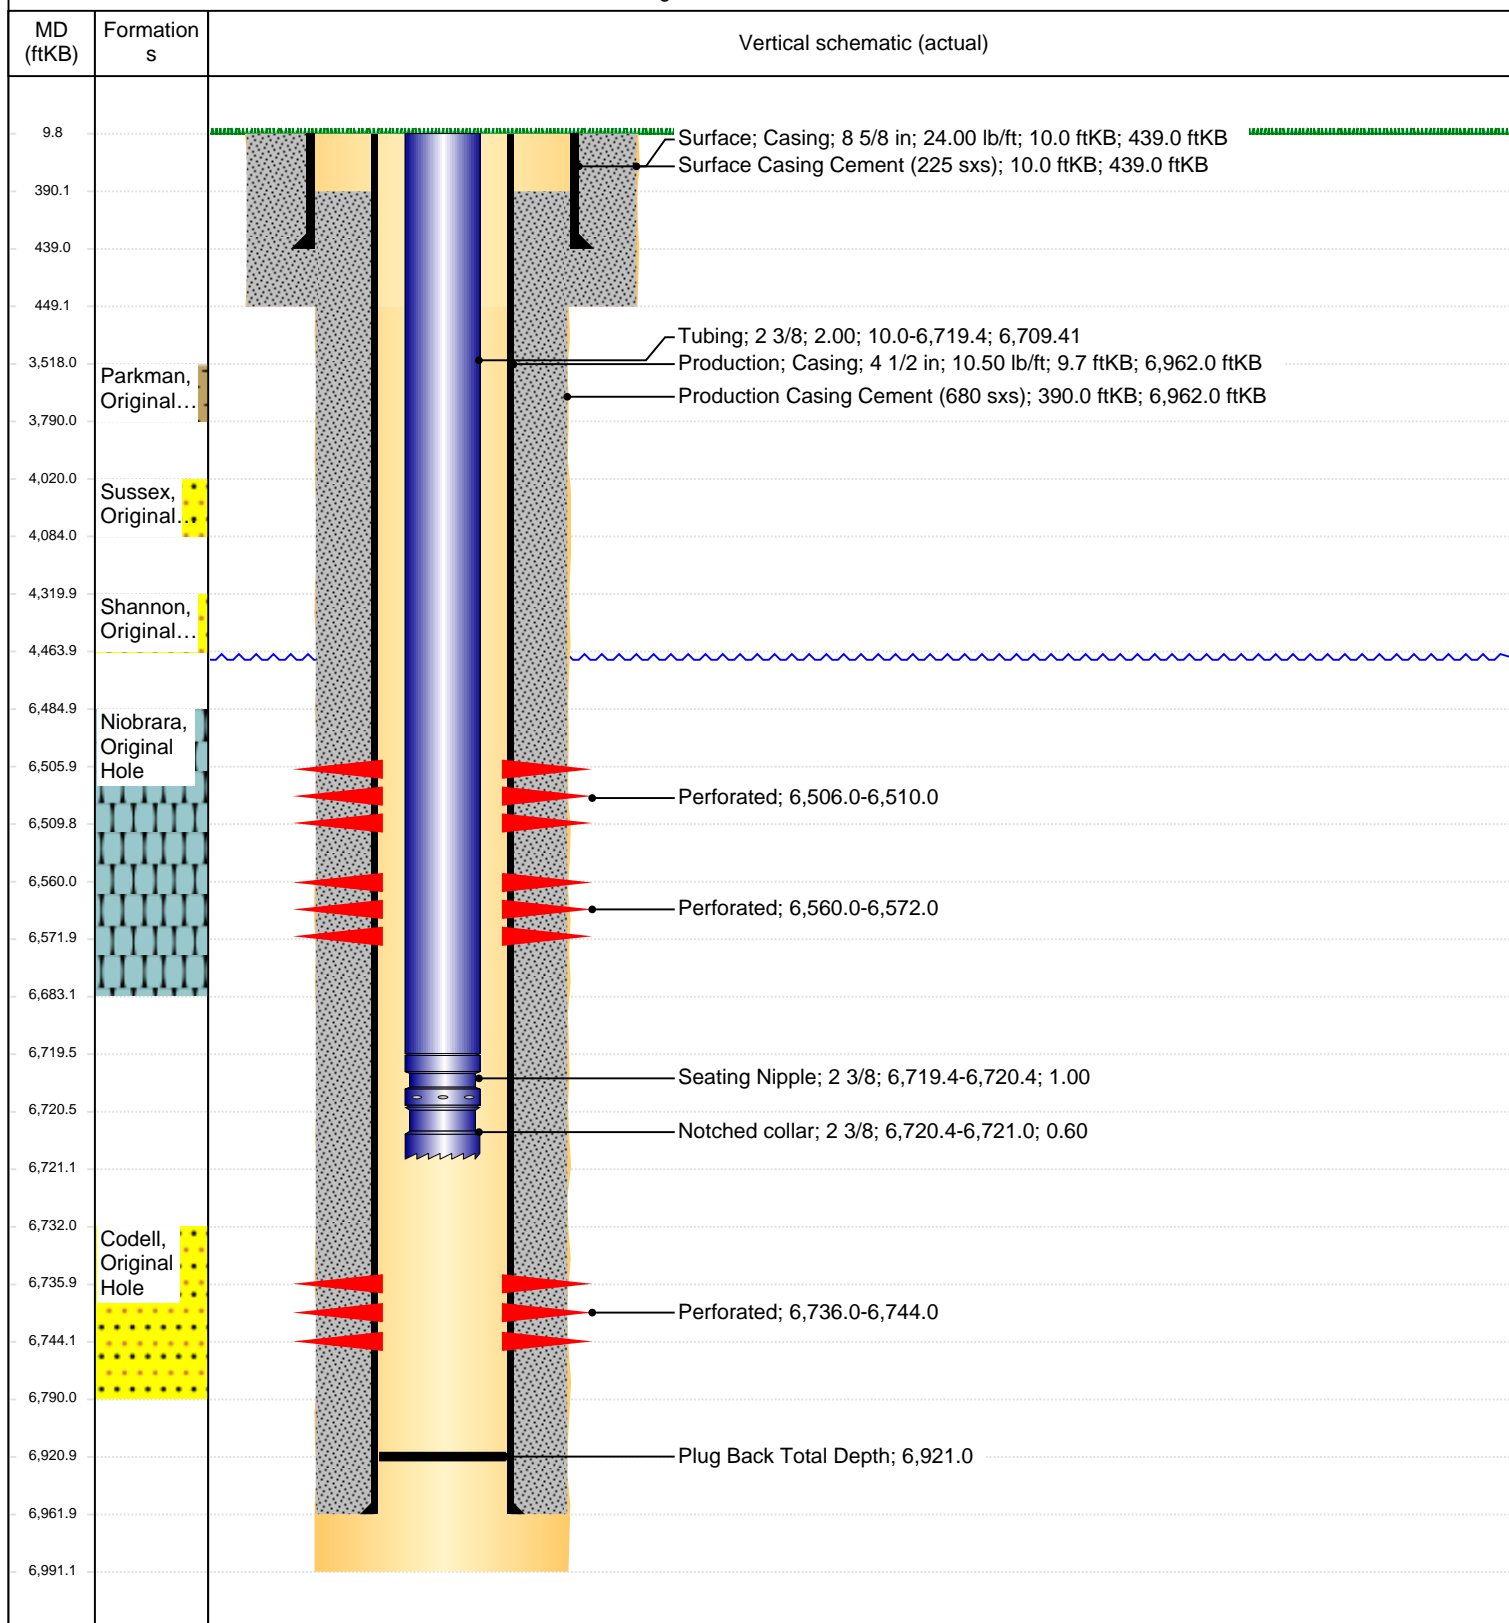 MD
(ftKB)
Formation
s
Vertical schematic (actual)
9.8
Surface; Casing; 8 5/8 in; 24.00 lb/ft; 10.0 ftKB; 439.0 ftKB
Surface Casing Cement (225 sxs); 10.0 ftKB; 439.0 ftKB
390.1
439.0
449.1
Tubing; 2 3/8; 2.00; 10.0-6,719.4; 6,709.41
3,518.0
Production; Casing; 4 1/2 in; 10.50 lb/ft; 9.7 ftKB; 6,962.0 ftKB
Parkman,
Original...
Production Casing Cement (680 sxs); 390.0 ftKB; 6,962.0 ftKB
3,790.0
4,020.0
Sussex,
Original...
4,084.0
4,319.9
Shannon,
Original...
4,463.9
6,484.9
Niobrara,
Original
Hole
6,505.9
Perforated; 6,506.0-6,510.0
6,509.8
6,560.0
Perforated; 6,560.0-6,572.0
6,571.9
6,683.1
6,719.5
Seating Nipple; 2 3/8; 6,719.4-6,720.4; 1.00
6,720.5
Notched collar; 2 3/8; 6,720.4-6,721.0; 0.60
6,721.1
6,732.0
Codell,
Original
Hole
6,735.9
Perforated; 6,736.0-6,744.0
6,744.1
6,790.0
6,920.9
Plug Back Total Depth; 6,921.0
6,961.9
6,991.1